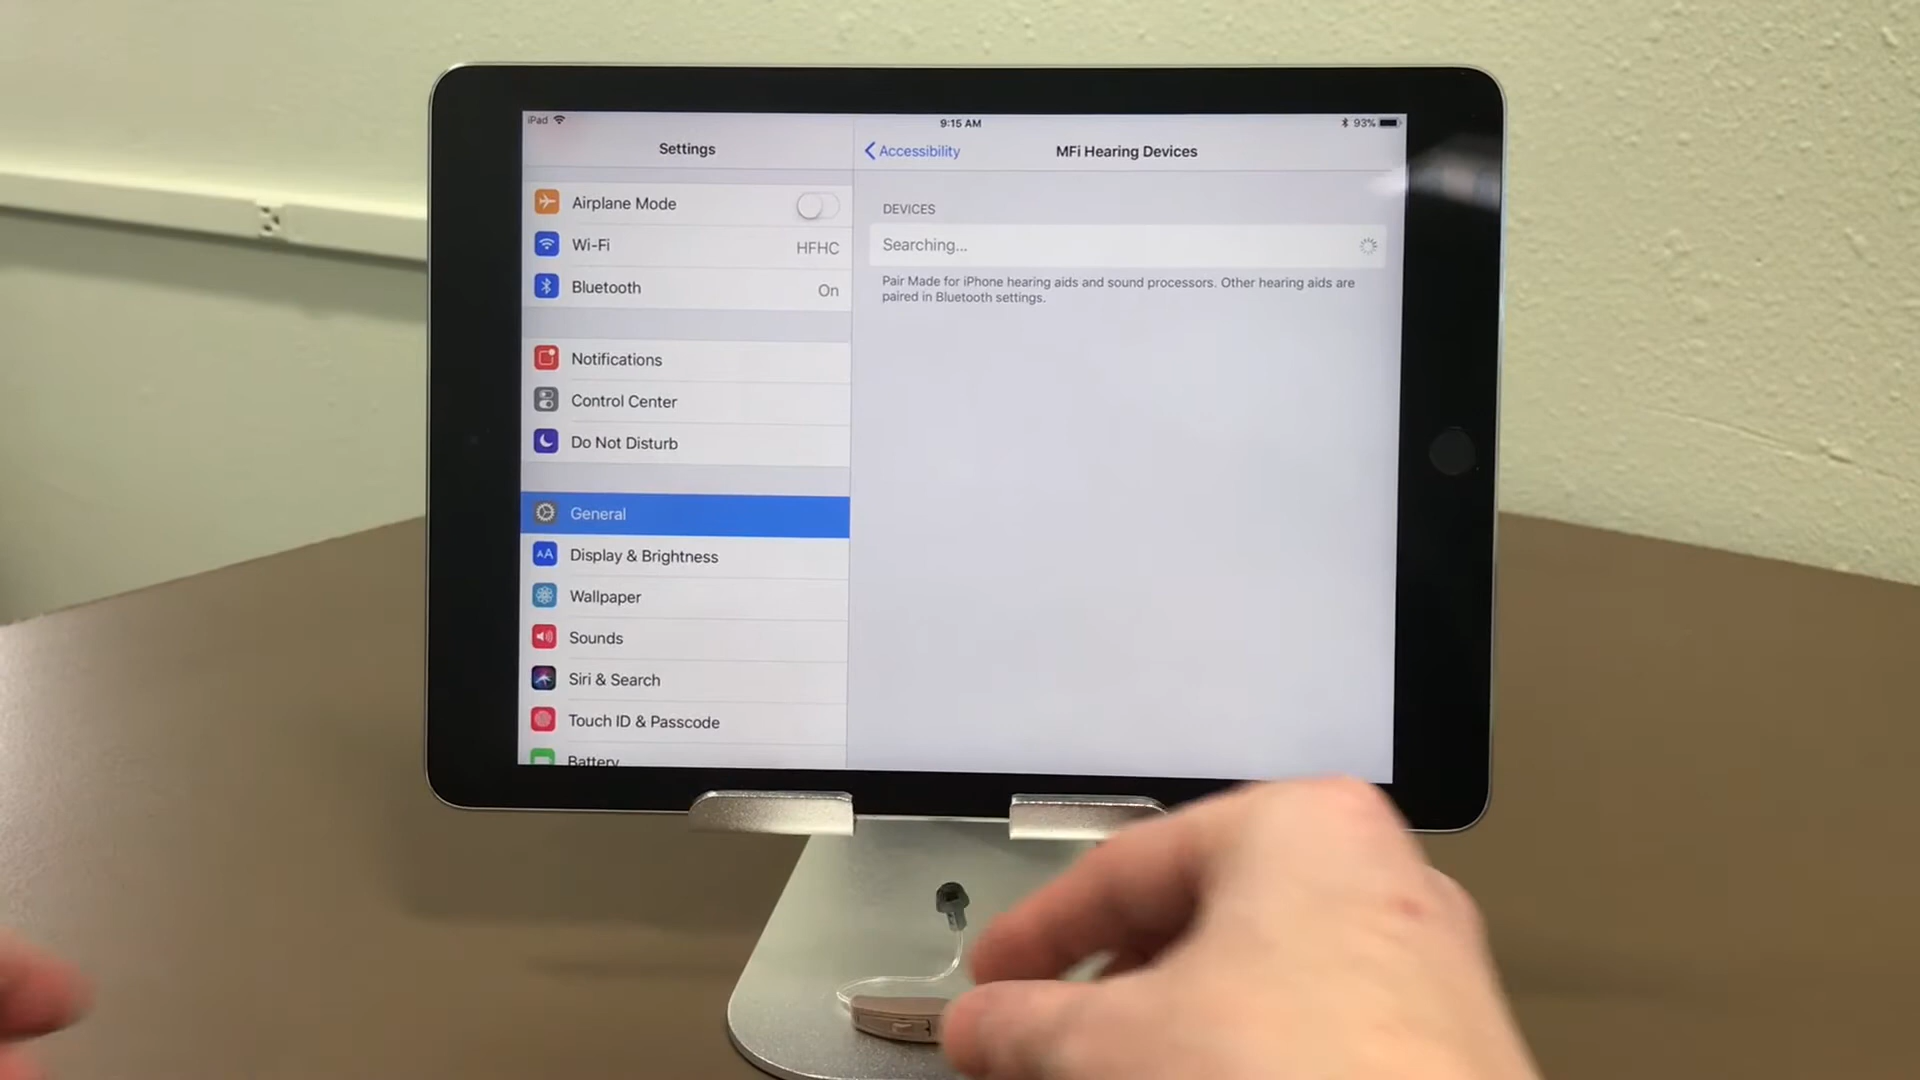 iPad
9:15 AM
93%
Settings
Accessibility
MFi Hearing Devices
Airplane Mode
Wi-Fi
HFHC
Bluetooth
On
Notifications
Control Center
Do Not Disturb
General
AA
Display & Brightness
Wallpaper
Sounds
Siri & Search
Touch ID & Passcode
Battery
DEVICES
Searching...
Pair Made for iPhone hearing aids and sound processors. Other hearing aids are
paired in Bluetooth settings.